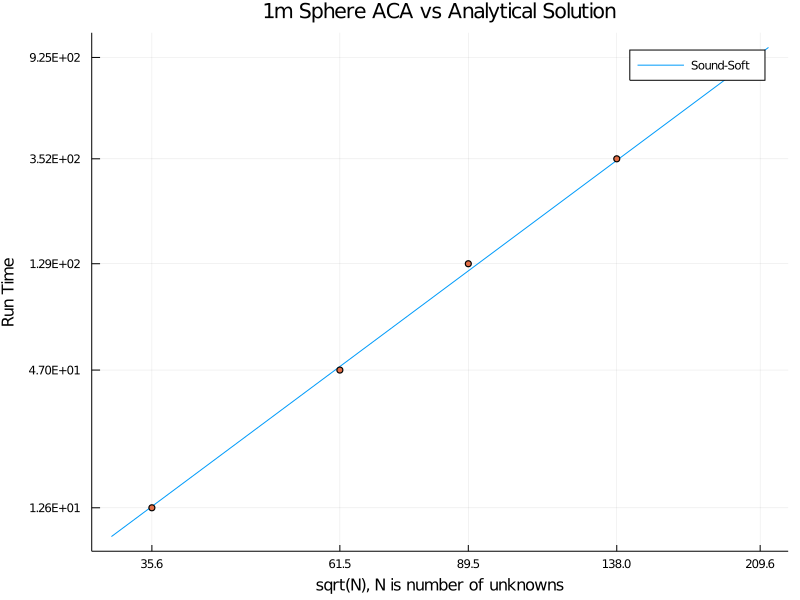 1m Sphere ACA vs Analytical Solution
Sound-Soft
9.25E+02
3.52E+02
1.29E+02
4.70E+01
1.26E+01
Run Time
35.6 61.5 89.5 138.0 209.6
sqrt(N), N is number of unknowns